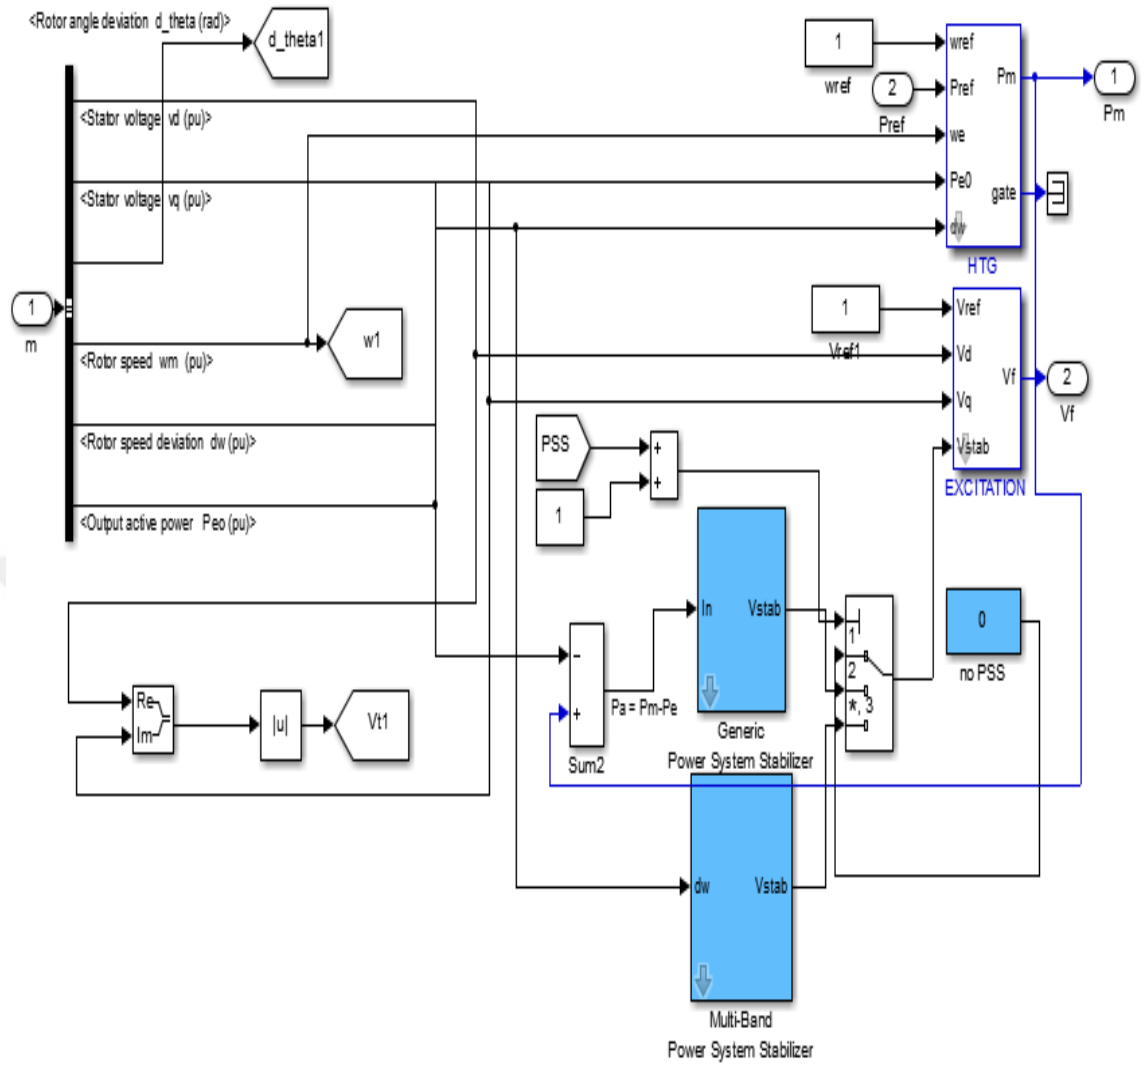 <Rotor angle deviation d_theta (rad)>
d_theta1
<Stator voltage vd (pu)>
<Stator voltage vq (pu)>
1
m
<Rotor speed wm (pu)>
w1
<Rotor speed deviation dw (pu)>
<Output active power Peo (pu)>
1
wref
2
Pref
wref
Pref
we
Pe0
dw
Pm
gate
HTG
1
Pm
1
Vref1
Vref
Vd
Vq
Vstab
Vf
EXCITATION
2
Vf
PSS
1
+
+
In
Vstab
Generic
Power System Stabilizer
−
+
Sum2
Pa = Pm-Pe
1
2
*, 3
0
no PSS
Re
Im
|u|
Vt1
dw
Vstab
Multi-Band
Power System Stabilizer